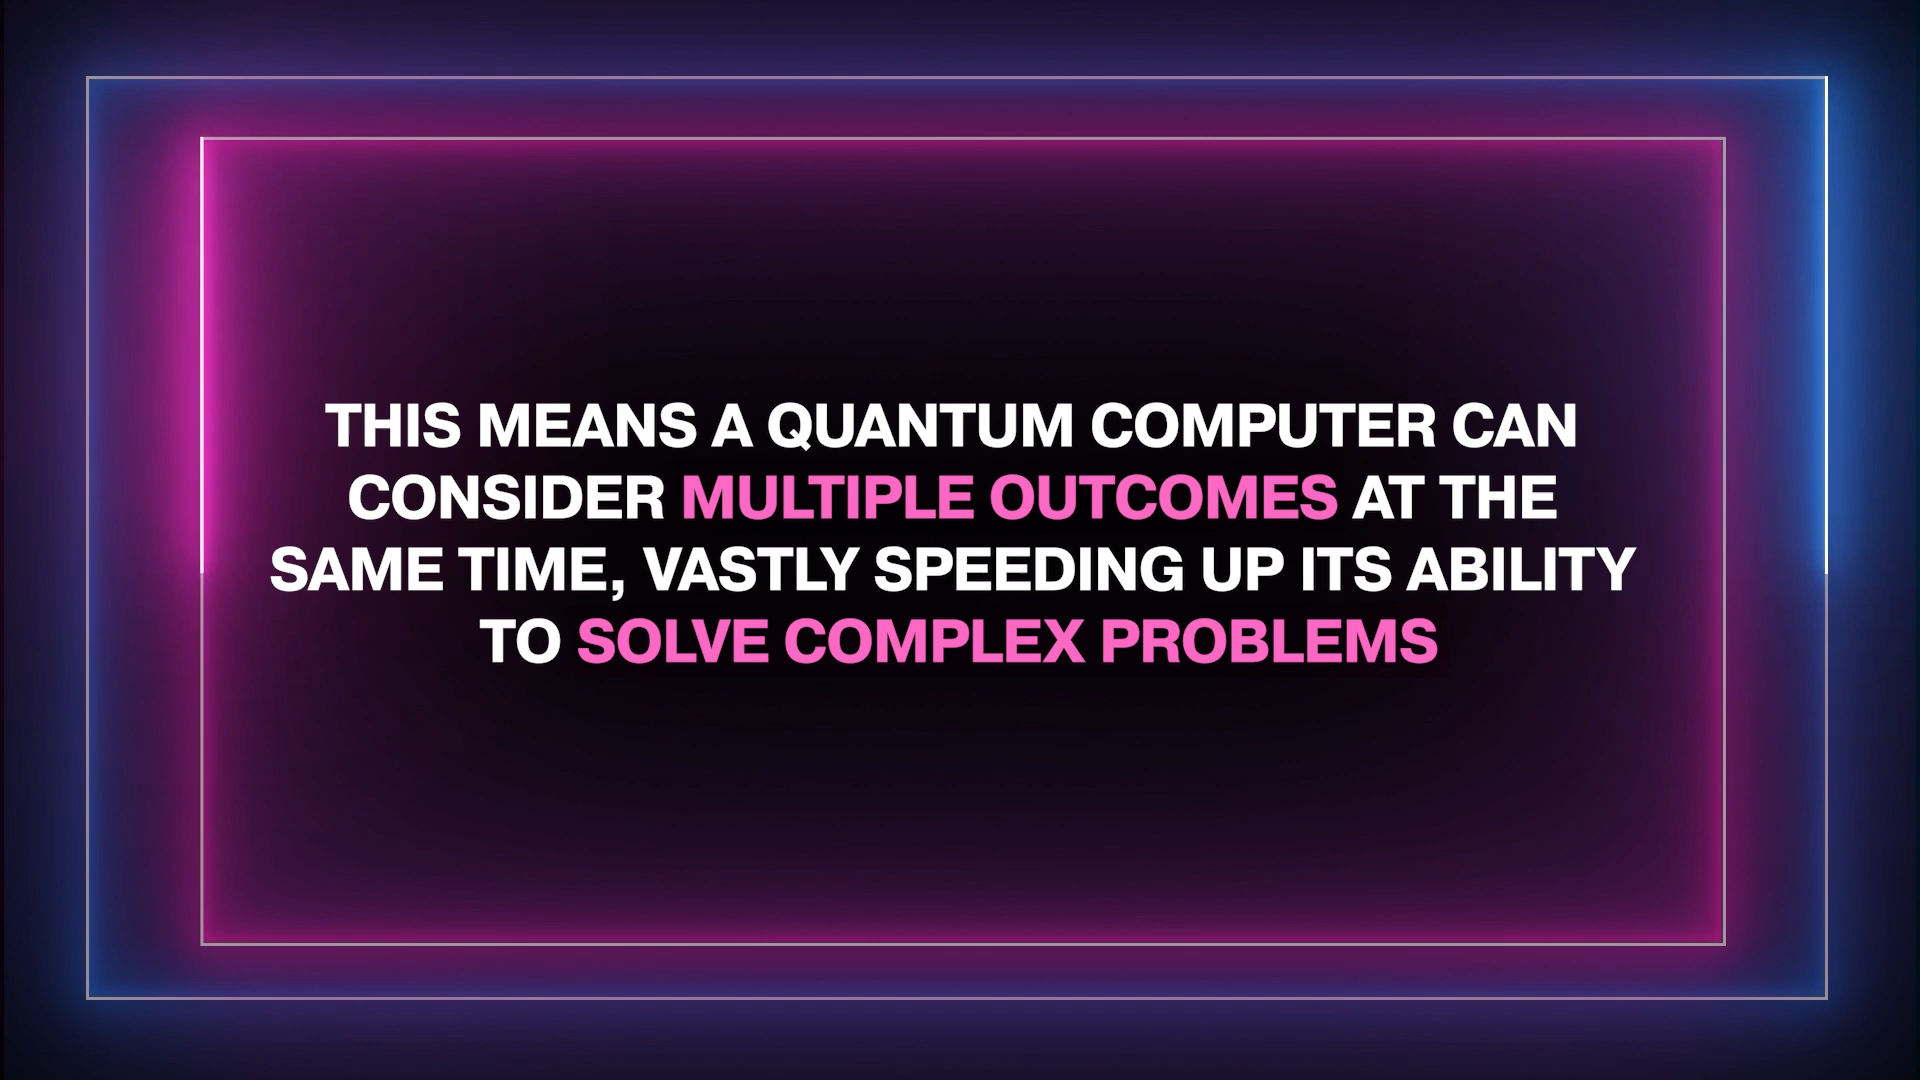 THIS MEANS A QUANTUM COMPUTER CAN
CONSIDER MULTIPLE OUTCOMES AT THE
SAME TIME, VASTLY SPEEDING UP ITS ABILITY
TO SOLVE COMPLEX PROBLEMS